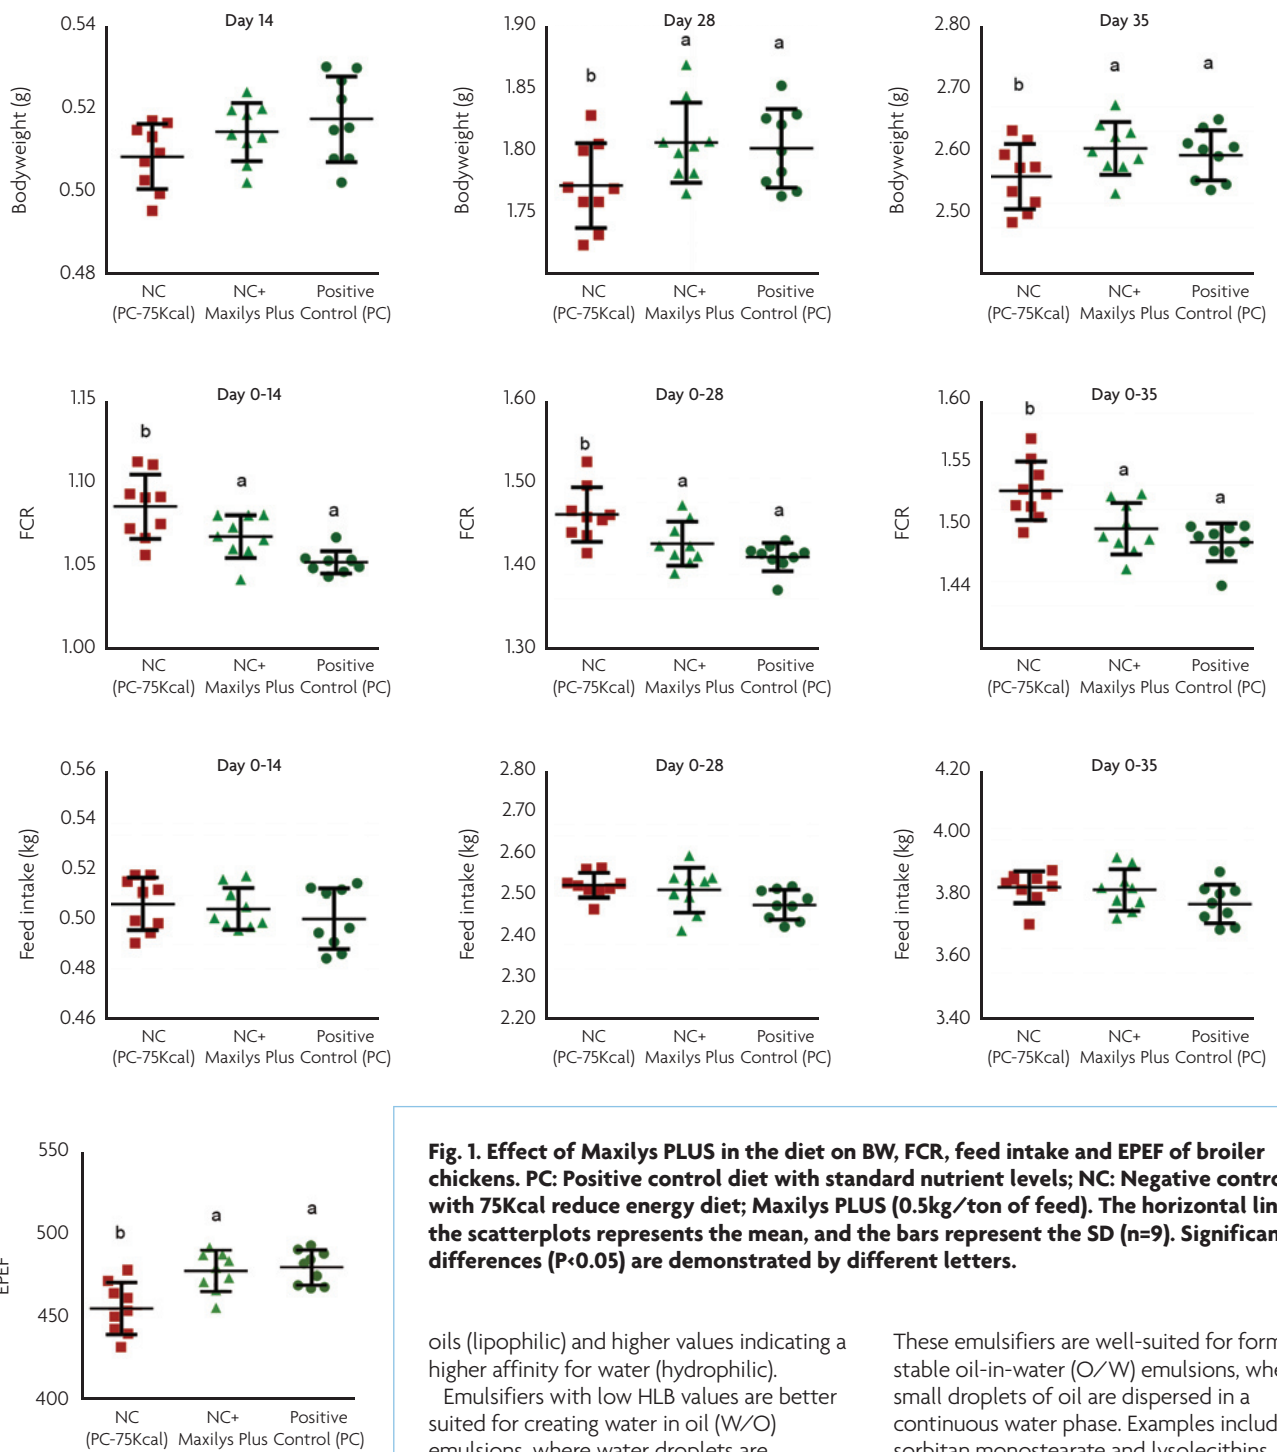 Day 14
Bodyweight (g)
0.54
0.52
0.50
0.48
NC
(PC-75Kcal)
NC+
Maxilys Plus
Positive
Control (PC)
Day 28
Bodyweight (g)
1.90
1.85
1.80
1.75
b
a
a
NC
(PC-75Kcal)
NC+
Maxilys Plus
Positive
Control (PC)
Day 35
Bodyweight (g)
2.80
2.70
2.60
2.50
b
a
a
NC
(PC-75Kcal)
NC+
Maxilys Plus
Positive
Control (PC)
Day 0-14
FCR
1.15
1.10
1.05
1.00
b
a
a
NC
(PC-75Kcal)
NC+
Maxilys Plus
Positive
Control (PC)
Day 0-28
FCR
1.60
1.50
1.40
1.30
b
a
a
NC
(PC-75Kcal)
NC+
Maxilys Plus
Positive
Control (PC)
Day 0-35
FCR
1.60
1.55
1.50
1.44
b
a
a
NC
(PC-75Kcal)
NC+
Maxilys Plus
Positive
Control (PC)
Day 0-14
Feed intake (kg)
0.56
0.54
0.52
0.50
0.48
0.46
NC
(PC-75Kcal)
NC+
Maxilys Plus
Positive
Control (PC)
Day 0-28
Feed intake (kg)
2.80
2.70
2.60
2.50
2.40
2.30
2.20
NC
(PC-75Kcal)
NC+
Maxilys Plus
Positive
Control (PC)
Day 0-35
Feed intake (kg)
4.20
4.00
3.80
3.60
3.40
NC
(PC-75Kcal)
NC+
Maxilys Plus
Positive
Control (PC)
EPEF
550
500
450
400
b
a
a
NC
(PC-75Kcal)
NC+
Maxilys Plus
Positive
Control (PC)
Fig. 1. Effect of Maxilys PLUS in the diet on BW, FCR, feed intake and EPEF of broiler
chickens. PC: Positive control diet with standard nutrient levels; NC: Negative contro
with 75Kcal reduce energy diet; Maxilys PLUS (0.5kg/ton of feed). The horizontal lin
the scatterplots represents the mean, and the bars represent the SD (n=9). Significan
differences (P<0.05) are demonstrated by different letters.
oils (lipophilic) and higher values indicating a
higher affinity for water (hydrophilic).
Emulsifiers with low HLB values are better
suited for creating water in oil (W/O)
emulsions, where water droplets are
These emulsifiers are well-suited for form
stable oil-in-water (O/W) emulsions, whe
small droplets of oil are dispersed in a
continuous water phase. Examples includ
sorbitan monostearate and lysolecithins